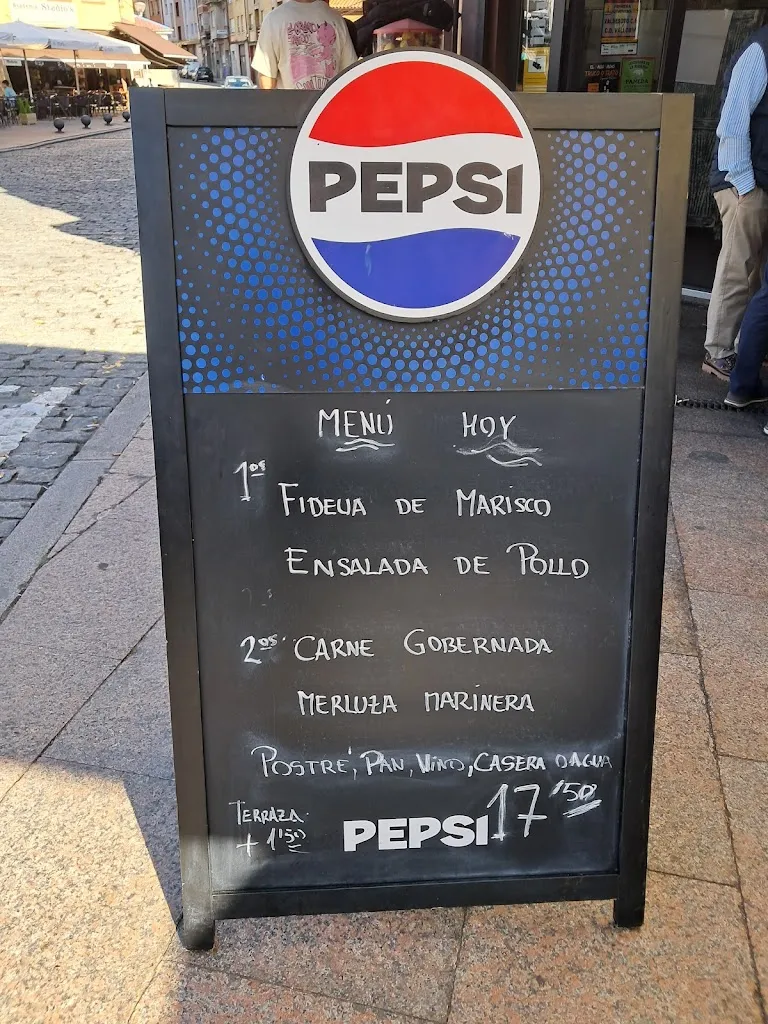 PEPSI
MENÚ HOY
1os FIDEUA DE MARISCO
ENSALADA DE POLLO
2os CARNE GOBERNADA
MERLUZA MARINERA
POSTRE, PAN, VINO, CASERA O AGUA
TERRAZA
+ 1'50
PEPSI
17'50